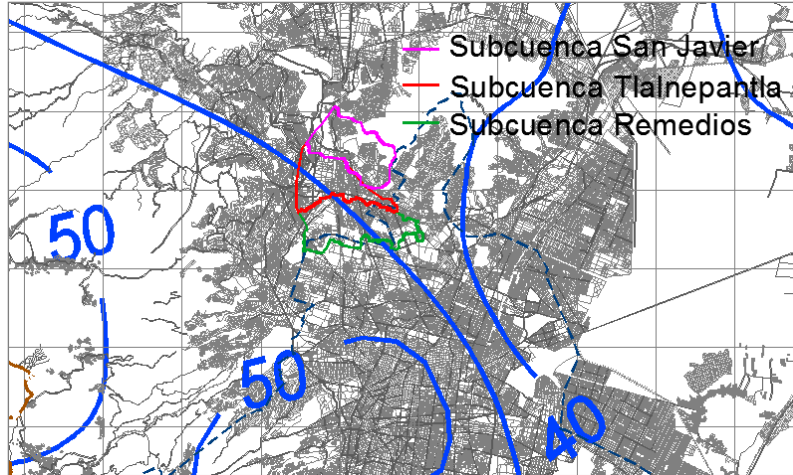 Subcuenca San Javier
Subcuenca Tlalnepantla
Subcuenca Remedios
50
50
40